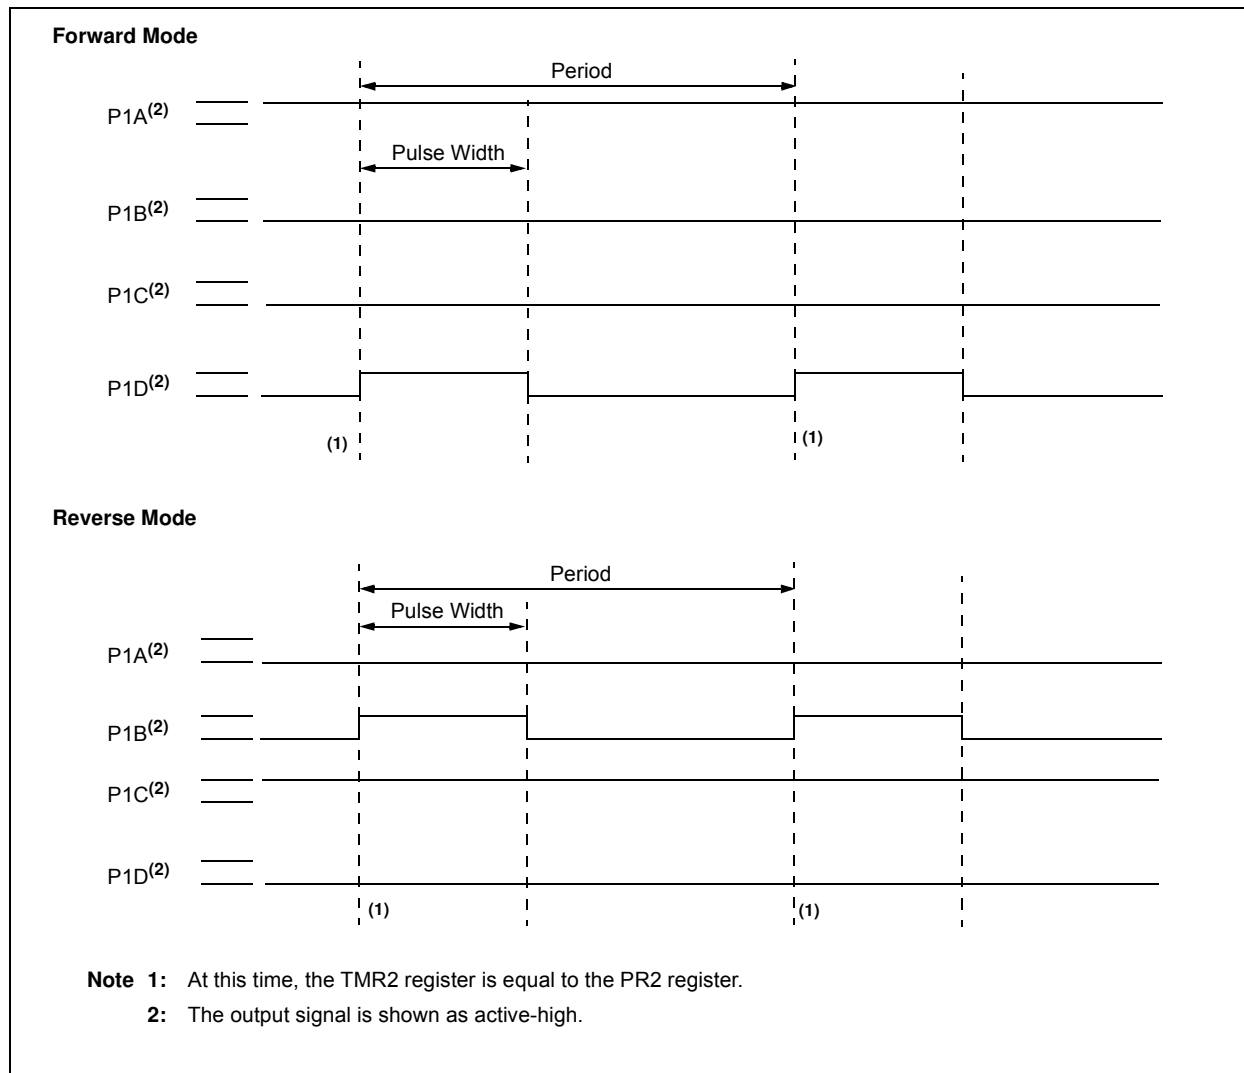 Forward Mode
Period
P1A(2)
Pulse Width
P1B(2)
P1C(2)
P1D(2)
(1) (1)
Reverse Mode
Period
Pulse Width
P1A(2)
P1B(2)
P1C(2)
P1D(2)
(1) (1)
Note 1: At this time, the TMR2 register is equal to the PR2 register.
2: The output signal is shown as active-high.